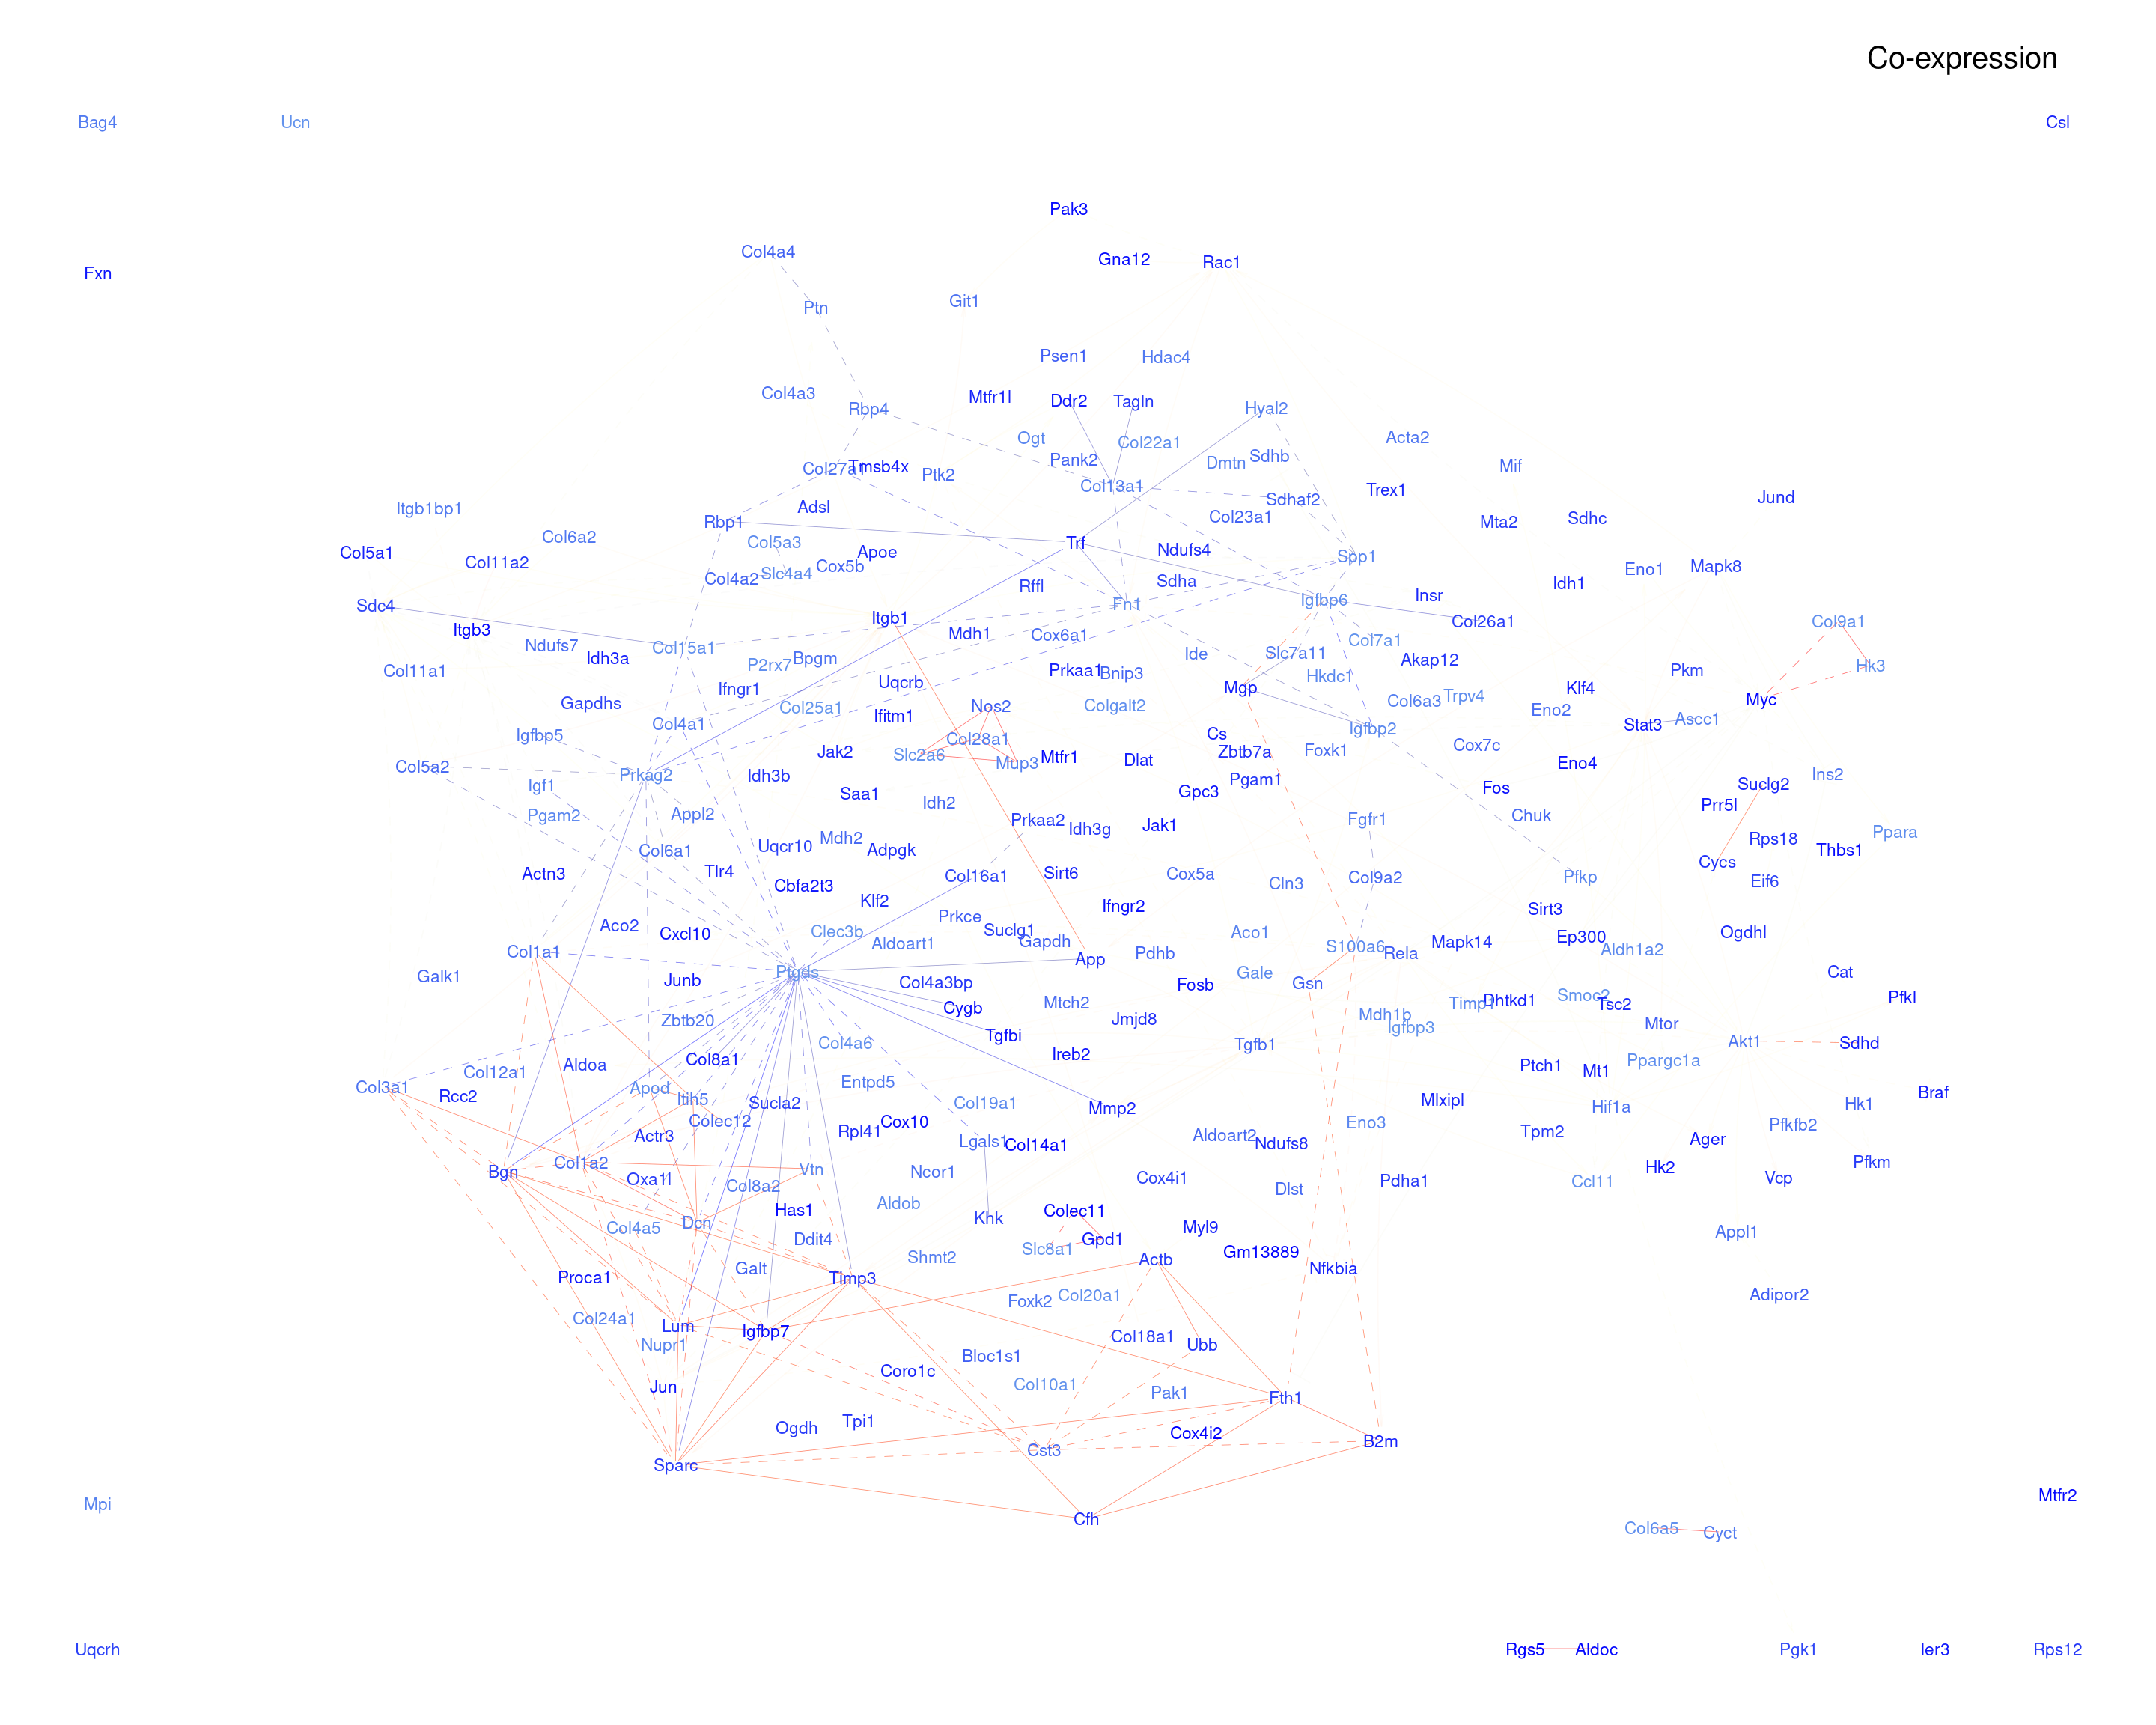 Co-expression
Bag4 Ucn Csl
Pak3
Col4a4 Gna12 Rac1
Fxn
Ptn Git1
Psen1 Hdac4
Col4a3 Mtfr1l Ddr2 Tagln
Rbp4 Hyal2
Ogt Col22a1 Acta2
Col27a1 Tmsb4x Ptk2 Pank2 Dmtn Sdhb Mif
Col13a1 Trex1
Itgb1bp1 Adsl Sdhaf2 Jund
Rbp1 Col23a1 Mta2 Sdhc
Col6a2 Col5a3 Trf
Col5a1 Col11a2 Apoe Ndufs4 Spp1
Col4a2 Slc4a4 Cox5b Rffl Sdha Idh1 Eno1 Mapk8
Sdc4 Fn1 Igfbp6 Insr
Itgb3 Itgb1 Mdh1 Cox6a1 Col26a1 Col9a1
Ndufs7 Idh3a Col15a1 Col7a1
Col11a1 P2rx7 Bpgm Prkaa1 Bnip3 Ide Slc7a11 Akap12 Pkm Hk3
Gapdhs Ifngr1 Uqcrb Hkdc1 Mgp Klf4
Col25a1 Nos2 Colgalt2 Col6a3 Trpv4 Eno2 Myc
Col4a1 Ifitm1 Igfbp2 Stat3 Ascc1
Igfbp5 Col28a1 Cs
Jak2 Slc2a6 Mup3 Mtfr1 Dlat Zbtb7a Foxk1 Cox7c Eno4
Col5a2 Prkag2 Idh3b Pgam1 Ins2
Igf1 Saa1 Idh2 Gpc3 Fos Suclg2
Pgam2 Appl2 Prkaa2 Idh3g Jak1 Fgfr1 Chuk Prr5l
Col6a1 Uqcr10 Mdh2 Adpgk Rps18 Ppara
Actn3 Tlr4 Cbfa2t3 Col16a1 Sirt6 Cox5a Cln3 Col9a2 Pfkp Cycs Thbs1
Klf2 Ifngr2 Sirt3 Eif6
Aco2 Cxcl10 Clec3b Prkce Suclg1 Aco1 Ep300 Ogdhl
Col1a1 Aldoart1 Gapdh App Pdhb S100a6 Rela Mapk14 Aldh1a2
Galk1 Junb Ptgds Col4a3bp Fosb Gale Gsn Cat
Cygb Mtch2 Timp1 Dhtkd1 Smoc2 Tsc2 Pfkl
Zbtb20 Tgfbi Jmjd8 Mdh1b Igfbp3 Mtor
Aldoa Col8a1 Col4a6 Ireb2 Tgfb1 Akt1 Sdhd
Col12a1 Ptch1 Mt1 Ppargc1a
Col3a1 Rcc2 Apod Itih5 Sucla2 Entpd5 Col19a1 Mmp2 Mlxipl Hif1a Hk1 Braf
Colec12 Cox10 Eno3 Pfkfb2
Actr3 Rpl41 Lgals1 Col14a1 Aldoart2 Ndufs8 Tpm2 Ager
Bgn Col1a2 Vtn Ncor1 Hk2 Pfkm
Oxa1l Col8a2 Cox4i1 Dlst Pdha1 Ccl11 Vcp
Col4a5 Dcn Has1 Aldob Khk Colec11 Myl9
Ddit4 Slc8a1 Gpd1 Gm13889 Appl1
Proca1 Galt Timp3 Shmt2 Actb Nfkbia
Col24a1 Foxk2 Col20a1 Adipor2
Lum Igfbp7 Col18a1 Ubb
Nupr1 Bloc1s1
Jun Coro1c Col10a1 Pak1 Fth1
Ogdh Tpi1 Cox4i2 B2m
Sparc Cst3
Mpi Cfh Mtfr2
Col6a5 Cyct
Uqcrh Rgs5 Aldoc Pgk1 Ier3 Rps12